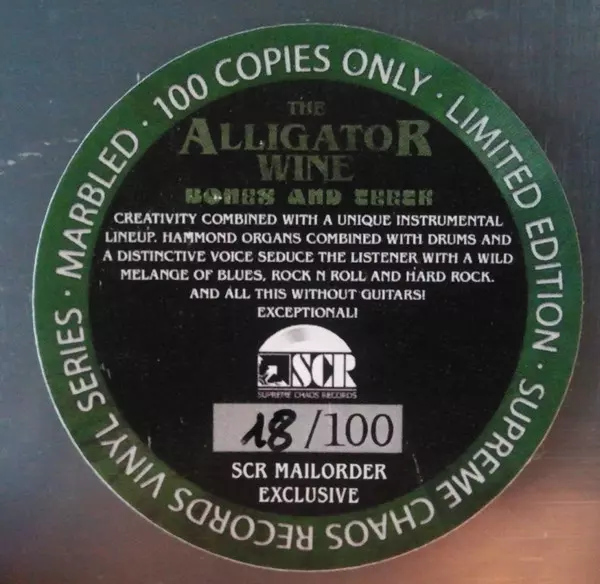 MARBLED · 100 COPIES ONLY · LIMITED EDITION · SUPREME CHAOS RECORDS VINYL SERIES ·
THE
ALLIGATOR
WINE
BONES AND TEETH
CREATIVITY COMBINED WITH A UNIQUE INSTRUMENTAL
LINEUP. HAMMOND ORGANS COMBINED WITH DRUMS AND
A DISTINCTIVE VOICE SEDUCE THE LISTENER WITH A WILD
MELANGE OF BLUES, ROCK N ROLL AND HARD ROCK.
AND ALL THIS WITHOUT GUITARS!
EXCEPTIONAL!
SCR
SUPREME CHAOS RECORDS
18/100
SCR MAILORDER
EXCLUSIVE